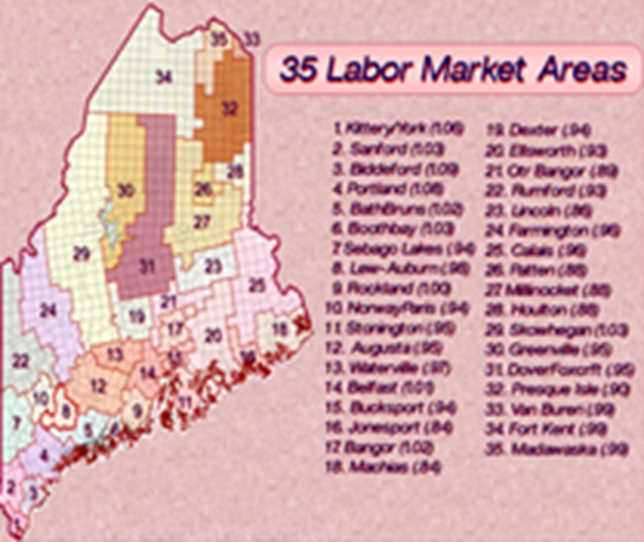 35 Labor Market Areas
1. Kittery/York (1.06)
2. Sanford (1.03)
3. Biddeford (1.09)
4. Portland (1.08)
5. BathBruns (1.02)
6. Boothbay (1.03)
7 Sebago Lakes (.94)
8. Lew-Auburn (.98)
9. Rockland (1.00)
10. NorwayParis (.94)
11 Stonington (.95)
12. Augusta (.95)
13. Waterville (.97)
14. Belfast (1.01)
15. Bucksport (.94)
16. Jonesport (.84)
17 Bangor (1.02)
18. Machias (.84)
19. Dexter (.94)
20. Ellsworth (.93)
21. Otr Bangor (.89)
22. Rumford (.93)
23. Lincoln (.86)
24. Farmington (.96)
25. Calais (.96)
26. Patten (.88)
27 Millinocket (.88)
28. Houlton (.88)
29. Skowhegan (1.03)
30. Greenville (.95)
31. DoverFoxcroft (.95)
32. Presque Isle (.90)
33. Van Buren (.99)
34. Fort Kent (.99)
35. Madawaska (.99)
35 33
34
32
28
30 26
27
29
31 23
25
24
21
19
17 20 18
22
13 15 16
14
12
10 11
8 9
7 5 6
4
2 3
1